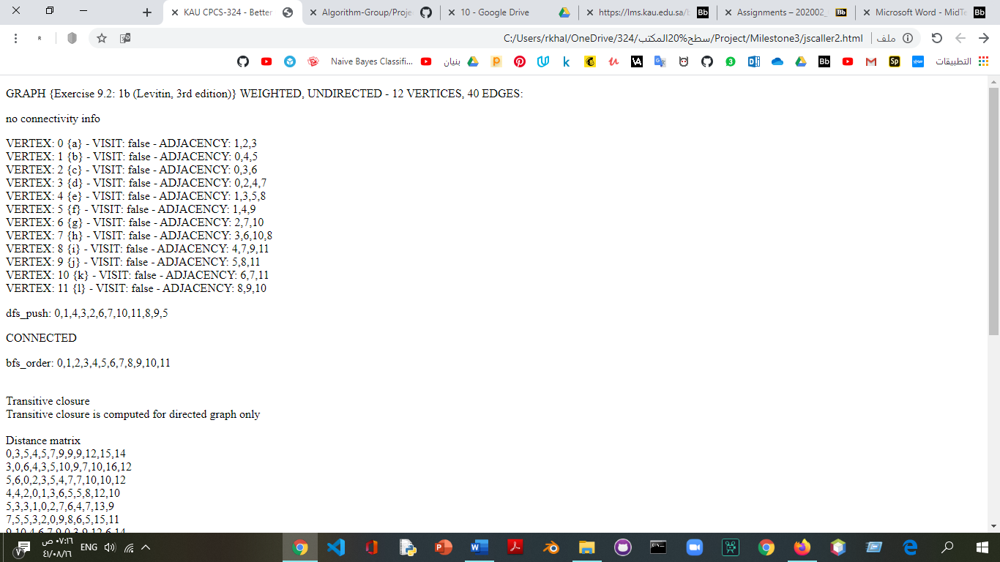 KAU CPCS-324 - Better
Algorithm-Group/Proje
10 - Google Drive
https://lms.kau.edu.sa/b
Assignments – 202002_
Microsoft Word - MidTe
C:/Users/rkhal/OneDrive/324/سطح%20المكتب/Project/Milestone3/jscaller2.html
ملف
Naive Bayes Classifi...
بنيان
التطبيقات
GRAPH {Exercise 9.2: 1b (Levitin, 3rd edition)} WEIGHTED, UNDIRECTED - 12 VERTICES, 40 EDGES:
no connectivity info
VERTEX: 0 {a} - VISIT: false - ADJACENCY: 1,2,3
VERTEX: 1 {b} - VISIT: false - ADJACENCY: 0,4,5
VERTEX: 2 {c} - VISIT: false - ADJACENCY: 0,3,6
VERTEX: 3 {d} - VISIT: false - ADJACENCY: 0,2,4,7
VERTEX: 4 {e} - VISIT: false - ADJACENCY: 1,3,5,8
VERTEX: 5 {f} - VISIT: false - ADJACENCY: 1,4,9
VERTEX: 6 {g} - VISIT: false - ADJACENCY: 2,7,10
VERTEX: 7 {h} - VISIT: false - ADJACENCY: 3,6,10,8
VERTEX: 8 {i} - VISIT: false - ADJACENCY: 4,7,9,11
VERTEX: 9 {j} - VISIT: false - ADJACENCY: 5,8,11
VERTEX: 10 {k} - VISIT: false - ADJACENCY: 6,7,11
VERTEX: 11 {l} - VISIT: false - ADJACENCY: 8,9,10
dfs_push: 0,1,4,3,2,6,7,10,11,8,9,5
CONNECTED
bfs_order: 0,1,2,3,4,5,6,7,8,9,10,11
Transitive closure
Transitive closure is computed for directed graph only
Distance matrix
0,3,5,4,5,7,9,9,9,12,15,14
3,0,6,4,3,5,10,9,7,10,16,12
5,6,0,2,3,5,4,7,7,10,10,12
4,4,2,0,1,3,6,5,5,8,12,10
5,3,3,1,0,2,7,6,4,7,13,9
7,5,5,3,2,0,9,8,6,5,15,11
9,10,4,6,7,9,0,3,9,12,6,14
٠٧:١٦ ص
ENG
٤١/٠٨/١٦